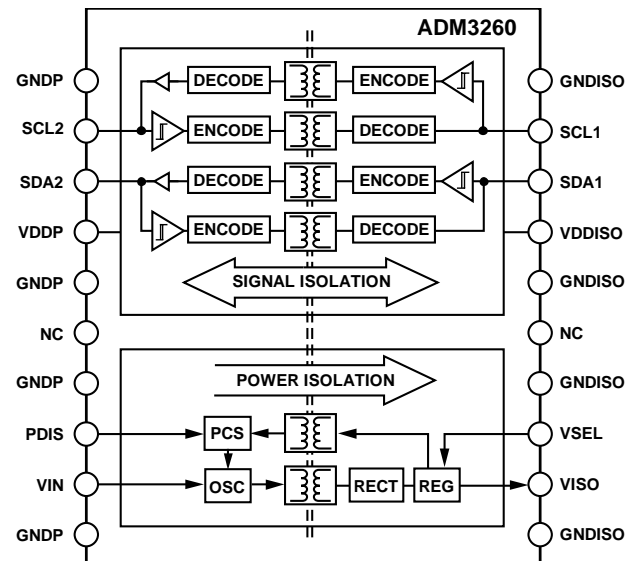 ADM3260
GNDP
DECODE
ENCODE
GNDISO
SCL2
ENCODE
DECODE
SCL1
SDA2
DECODE
ENCODE
SDA1
VDDP
ENCODE
DECODE
VDDISO
SIGNAL ISOLATION
GNDP
GNDISO
NC
NC
GNDP
POWER ISOLATION
GNDISO
PDIS
PCS
VSEL
VIN
OSC
RECT
REG
VISO
GNDP
GNDISO